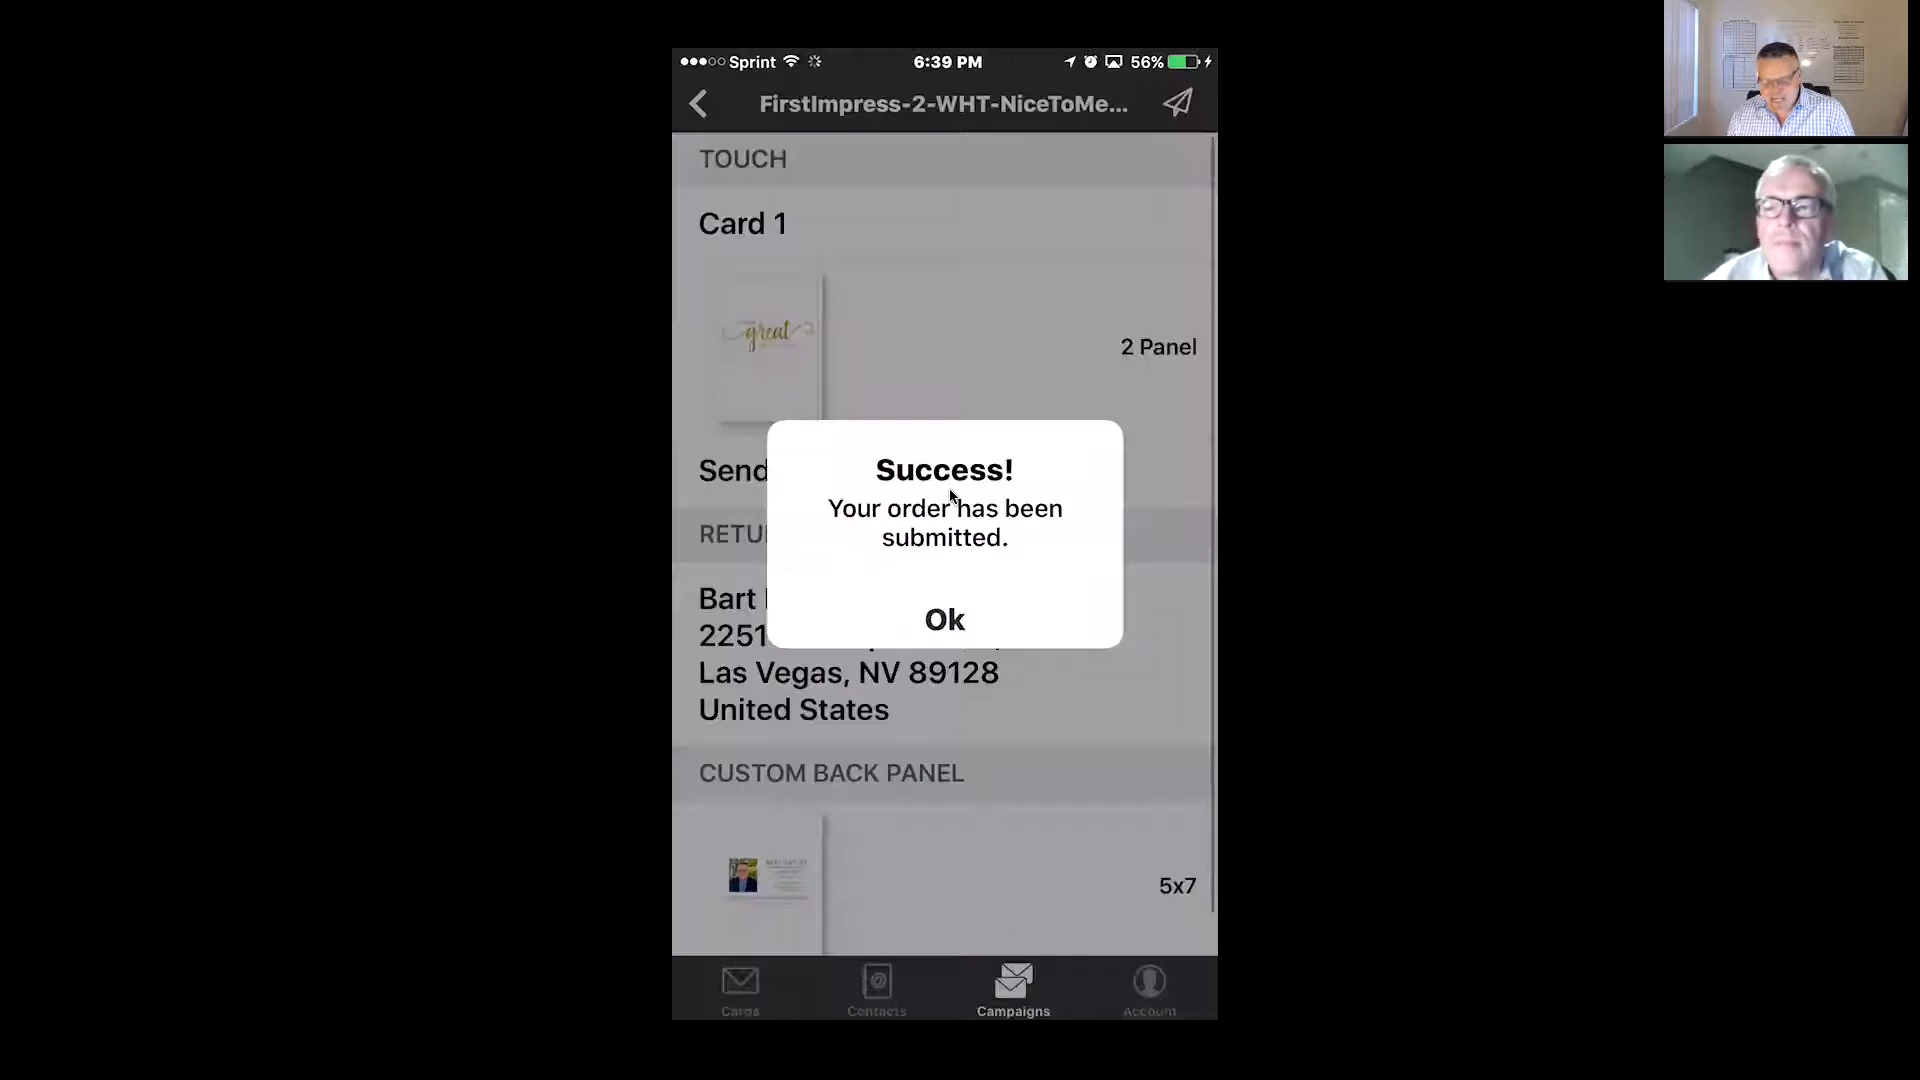 Sprint 6:39 PM 56%
FirstImpress-2-WHT-NiceToMe...
TOUCH
Card 1
great
2 Panel
Success!
Your order has been
submitted.
Ok
Send
RETU
Bart
2251
Las Vegas, NV 89128
United States
CUSTOM BACK PANEL
5x7
Cards Contacts Campaigns Account